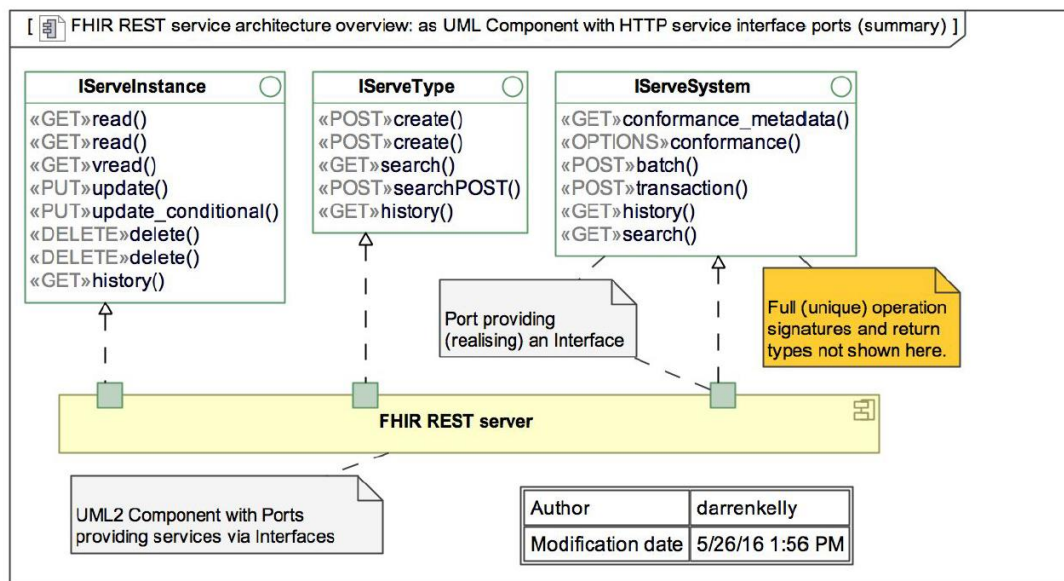 [ FHIR REST service architecture overview: as UML Component with HTTP service interface ports (summary) ]
IServeInstance
«GET»read()
«GET»read()
«GET»vread()
«PUT»update()
«PUT»update_conditional()
«DELETE»delete()
«DELETE»delete()
«GET»history()
IServeType
«POST»create()
«POST»create()
«GET»search()
«POST»searchPOST()
«GET»history()
IServeSystem
«GET»conformance_metadata()
«OPTIONS»conformance()
«POST»batch()
«POST»transaction()
«GET»history()
«GET»search()
Port providing
(realising) an Interface
Full (unique) operation
signatures and return
types not shown here.
FHIR REST server
UML2 Component with Ports
providing services via Interfaces
Author darrenkelly
Modification date 5/26/16 1:56 PM